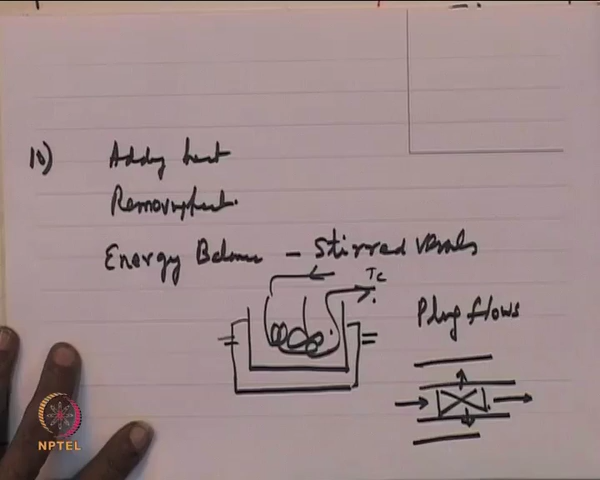 10) Adding heat
Removing heat.
Energy Balance - Stirred vessels
Tc
Plug flows
NPTEL